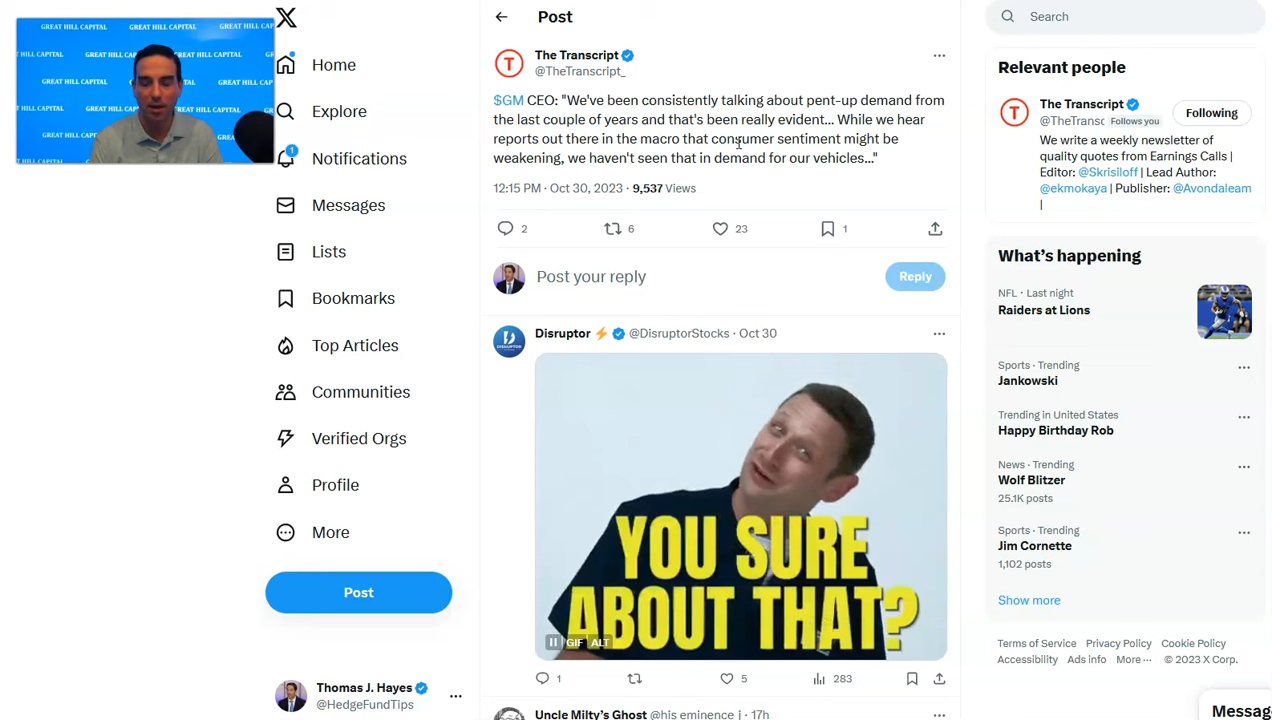 GREAT HILL CAPITAL GREAT HILL CAPITAL
GREAT HILL
Home
Explore
1
Notifications
Messages
Lists
Bookmarks
Top Articles
Communities
Verified Orgs
Profile
More
Post
Thomas J. Hayes
@HedgeFundTips
Post
T
The Transcript
@TheTranscript_
$GM CEO: "We've been consistently talking about pent-up demand from
the last couple of years and that's been really evident... While we hear
reports out there in the macro that consumer sentiment might be
weakening, we haven't seen that in demand for our vehicles..."
12:15 PM · Oct 30, 2023 · 9,537 Views
2 6 23 1
Post your reply
Reply
Disruptor ⚡ @DisruptorStocks · Oct 30
YOU SURE
ABOUT THAT?
GIF ALT
1 5 283
Uncle Milty's Ghost @his_eminence_j · 17h
Search
Relevant people
T
The Transcript
@TheTransc Follows you
Following
We write a weekly newsletter of
quality quotes from Earnings Calls |
Editor: @Skrisiloff | Lead Author:
@ekmokaya | Publisher: @Avondaleam
|
What's happening
NFL · Last night
Raiders at Lions
Sports · Trending
Jankowski
Trending in United States
Happy Birthday Rob
News · Trending
Wolf Blitzer
25.1K posts
Sports · Trending
Jim Cornette
1,102 posts
Show more
Terms of Service Privacy Policy Cookie Policy
Accessibility Ads info More ··· © 2023 X Corp.
Messag